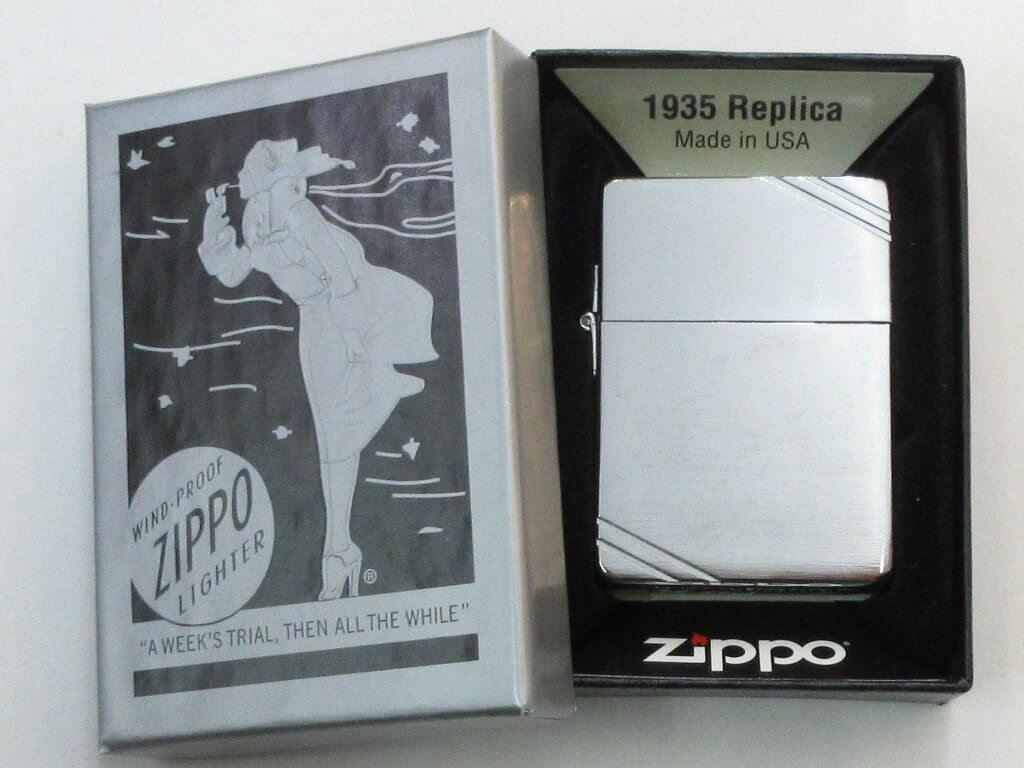 WIND-PROOF
ZIPPO
LIGHTER
®
"A WEEK'S TRIAL, THEN ALL THE WHILE"
1935 Replica
Made in USA
zippo